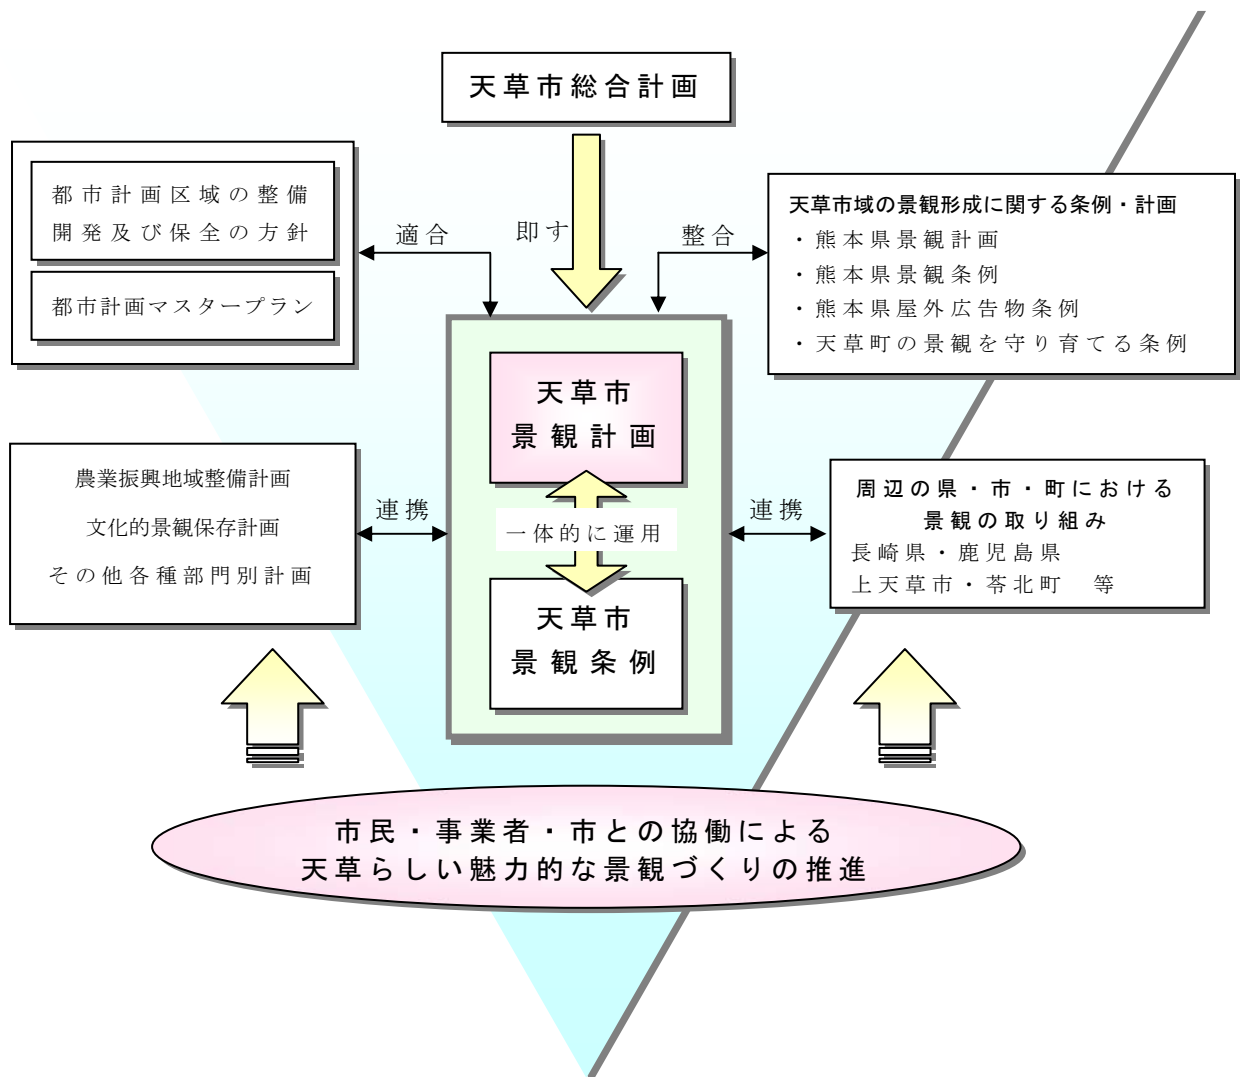 天草市総合計画
都市計画区域の整備
開発及び保全の方針
都市計画マスタープラン
適合
即す
整合
天草市域の景観形成に関する条例・計画
・熊本県景観計画
・熊本県景観条例
・熊本県屋外広告物条例
・天草町の景観を守り育てる条例
天草市
景観計画
一体的に運用
天草市
景観条例
農業振興地域整備計画
文化的景観保存計画
その他各種部門別計画
連携
連携
周辺の県・市・町における
景観の取り組み
長崎県・鹿児島県
上天草市・苓北町 等
市民・事業者・市との協働による
天草らしい魅力的な景観づくりの推進